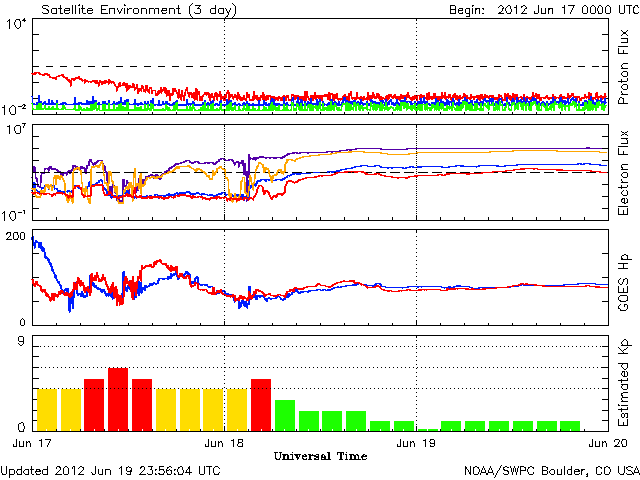 Satellite Environment (3 day) Begin: 2012 Jun 17 0000 UTC
10^4
10^-2
Proton Flux
10^7
10^-1
Electron Flux
200
100
0
GOES Hp
9
0
Estimated Kp
Jun 17 Jun 18 Jun 19 Jun 20
Universal Time
Updated 2012 Jun 19 23:56:04 UTC NOAA/SWPC Boulder, CO USA